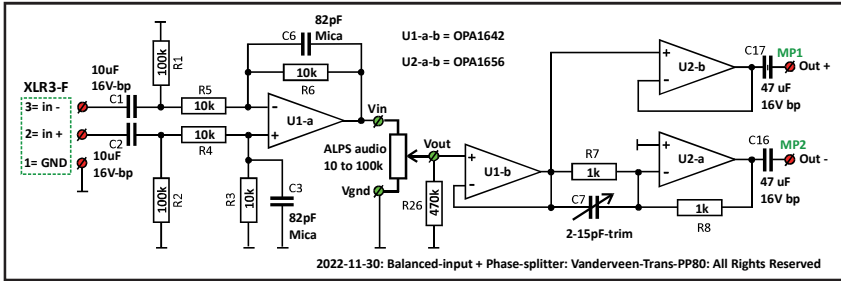 82pF
Mica
C6
10k
R6
100k
R1
U1-a-b = OPA1642
U2-a-b = OPA1656
XLR3-F
3= in -
2= in +
1= GND
10uF
16V-bp
C1
C2
10uF
16V-bp
R5
10k
10k
R4
-
+
U1-a
100k
R2
R3
10k
C3
82pF
Mica
Vin
ALPS audio
10 to 100k
Vgnd
Vout
R26
470k
+
-
U1-b
R7
1k
C7
2-15pF-trim
+
-
U2-b
C17
MP1
Out +
47 uF
16V bp
+
-
U2-a
C16
MP2
Out -
47 uF
16V bp
1k
R8
2022-11-30: Balanced-input + Phase-splitter: Vanderveen-Trans-PP80: All Rights Reserved